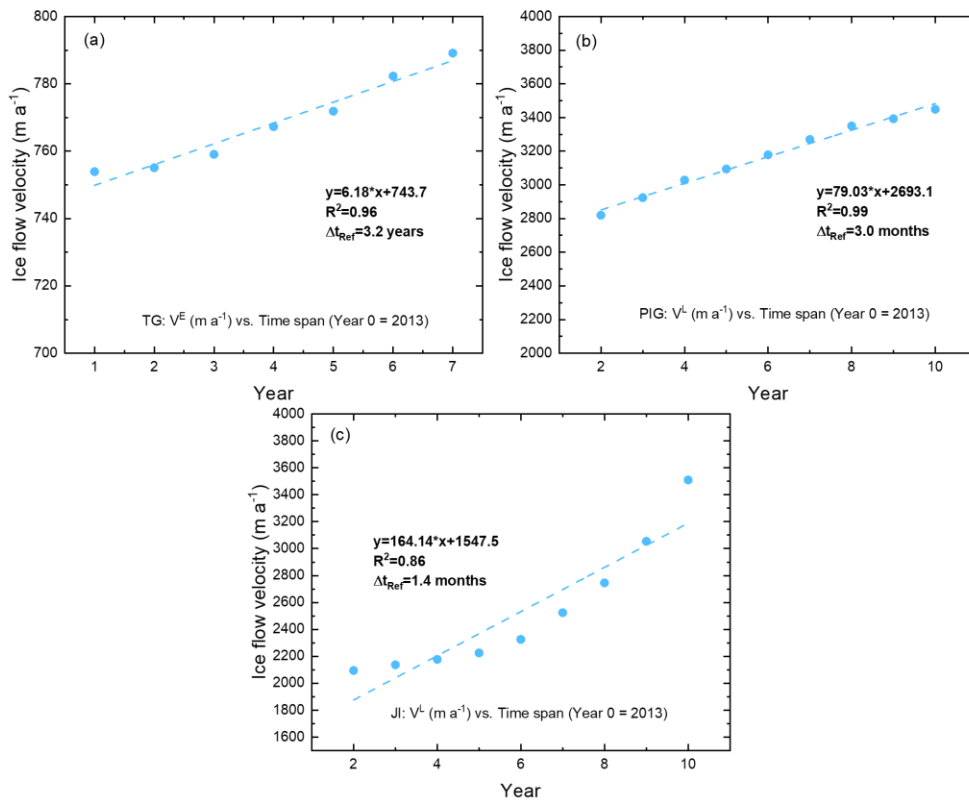 (a)
800
780
760
740
720
700
Ice flow velocity (m a⁻¹)
y=6.18*x+743.7
R²=0.96
Δt_Ref=3.2 years
TG: Vᴱ (m a⁻¹) vs. Time span (Year 0 = 2013)
1 2 3 4 5 6 7
Year
(b)
4000
3800
3600
3400
3200
3000
2800
2600
2400
2200
2000
Ice flow velocity (m a⁻¹)
y=79.03*x+2693.1
R²=0.99
Δt_Ref=3.0 months
PIG: Vᴸ (m a⁻¹) vs. Time span (Year 0 = 2013)
2 4 6 8 10
Year
(c)
4000
3800
3600
3400
3200
3000
2800
2600
2400
2200
2000
1800
1600
Ice flow velocity (m a⁻¹)
y=164.14*x+1547.5
R²=0.86
Δt_Ref=1.4 months
JI: Vᴸ (m a⁻¹) vs. Time span (Year 0 = 2013)
2 4 6 8 10
Year